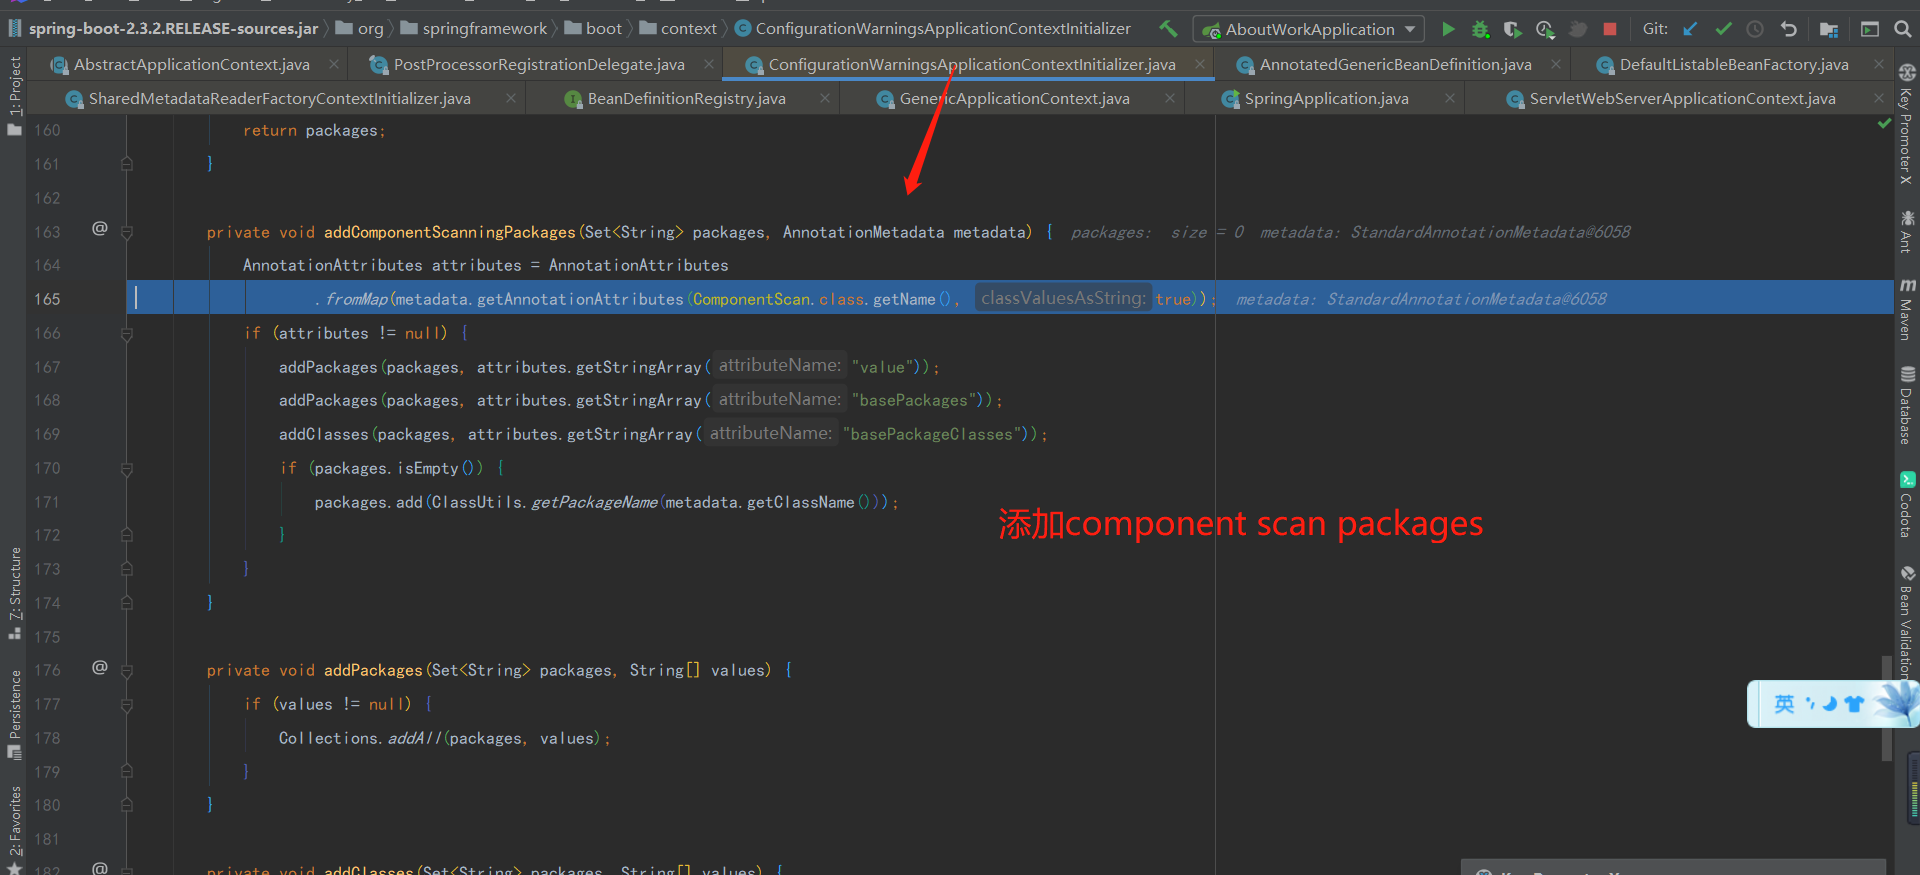 spring-boot-2.3.2.RELEASE-sources.jar org springframework boot context ConfigurationWarningsApplicationContextInitializer AboutWorkApplication Git:
AbstractApplicationContext.java PostProcessorRegistrationDelegate.java ConfigurationWarningsApplicationContextInitializer.java AnnotatedGenericBeanDefinition.java DefaultListableBeanFactory.java
SharedMetadataReaderFactoryContextInitializer.java BeanDefinitionRegistry.java GenericApplicationContext.java SpringApplication.java ServletWebServerApplicationContext.java
1: Project
7: Structure
Persistence
2: Favorites
160 return packages;
161 }
162
163 @ private void addComponentScanningPackages(Set<String> packages, AnnotationMetadata metadata) { packages: size = 0 metadata: StandardAnnotationMetadata@6058
164 AnnotationAttributes attributes = AnnotationAttributes
165 .fromMap(metadata.getAnnotationAttributes(ComponentScan.class.getName(), classValuesAsString: true)); metadata: StandardAnnotationMetadata@6058
166 if (attributes != null) {
167 addPackages(packages, attributes.getStringArray( attributeName: "value"));
168 addPackages(packages, attributes.getStringArray( attributeName: "basePackages"));
169 addClasses(packages, attributes.getStringArray( attributeName: "basePackageClasses"));
170 if (packages.isEmpty()) {
171 packages.add(ClassUtils.getPackageName(metadata.getClassName()));
添加component scan packages
172 }
173 }
174 }
175
176 @ private void addPackages(Set<String> packages, String[] values) {
177 if (values != null) {
178 Collections.addAll(packages, values);
179 }
180 }
181
182 @ private void addClasses(Set<String> packages, String[] values) {
Key Promoter X
Ant
Maven
Database
Codota
Bean Validation
英